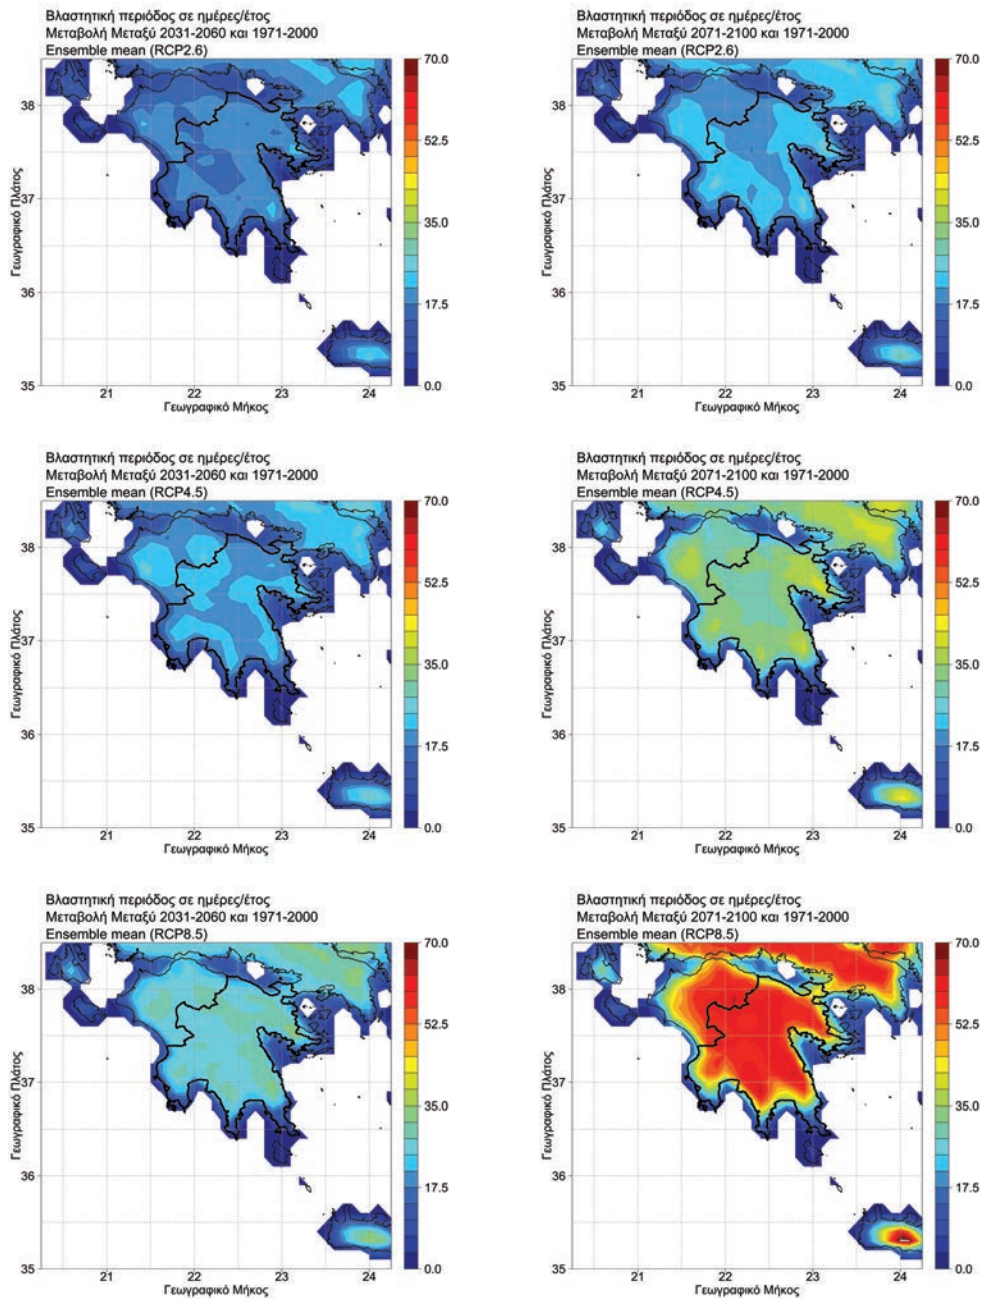 Βλαστητική περιόδος σε ημέρες/έτος
Μεταβολή Μεταξύ 2031-2060 και 1971-2000
Ensemble mean (RCP2.6)
70.0
52.5
35.0
17.5
0.0
38
37
36
35
Γεωγραφικό Πλάτος
21
22
23
24
Γεωγραφικό Μήκος
Βλαστητική περιόδος σε ημέρες/έτος
Μεταβολή Μεταξύ 2071-2100 και 1971-2000
Ensemble mean (RCP2.6)
70.0
52.5
35.0
17.5
0.0
38
37
36
35
Γεωγραφικό Πλάτος
21
22
23
24
Γεωγραφικό Μήκος
Βλαστητική περιόδος σε ημέρες/έτος
Μεταβολή Μεταξύ 2031-2060 και 1971-2000
Ensemble mean (RCP4.5)
70.0
52.5
35.0
17.5
0.0
38
37
36
35
Γεωγραφικό Πλάτος
21
22
23
24
Γεωγραφικό Μήκος
Βλαστητική περιόδος σε ημέρες/έτος
Μεταβολή Μεταξύ 2071-2100 και 1971-2000
Ensemble mean (RCP4.5)
70.0
52.5
35.0
17.5
0.0
38
37
36
35
Γεωγραφικό Πλάτος
21
22
23
24
Γεωγραφικό Μήκος
Βλαστητική περιόδος σε ημέρες/έτος
Μεταβολή Μεταξύ 2031-2060 και 1971-2000
Ensemble mean (RCP8.5)
70.0
52.5
35.0
17.5
0.0
38
37
36
35
Γεωγραφικό Πλάτος
21
22
23
24
Γεωγραφικό Μήκος
Βλαστητική περιόδος σε ημέρες/έτος
Μεταβολή Μεταξύ 2071-2100 και 1971-2000
Ensemble mean (RCP8.5)
70.0
52.5
35.0
17.5
0.0
38
37
36
35
Γεωγραφικό Πλάτος
21
22
23
24
Γεωγραφικό Μήκος